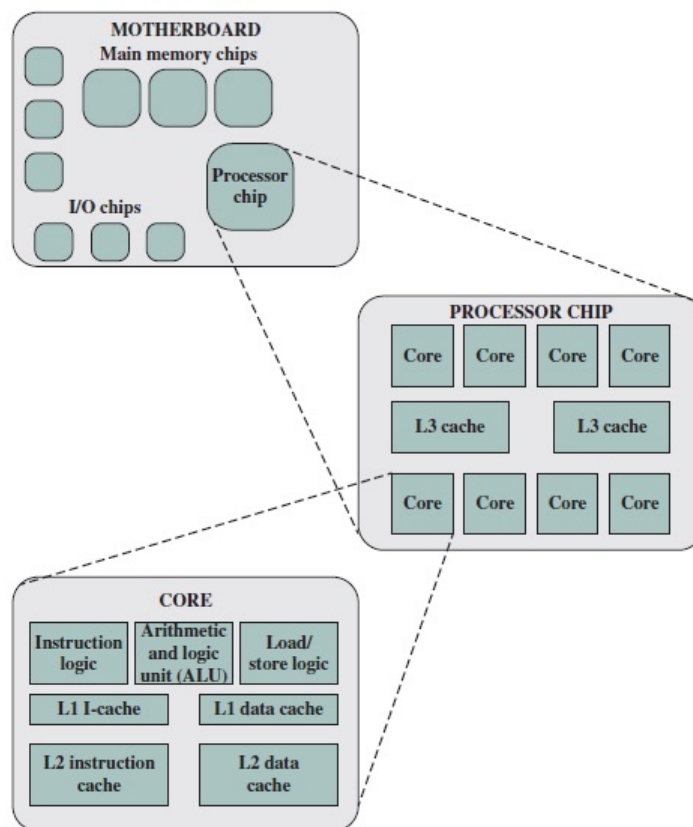 MOTHERBOARD
Main memory chips
Processor
chip
I/O chips
PROCESSOR CHIP
Core
Core
Core
Core
L3 cache
L3 cache
Core
Core
Core
Core
CORE
Instruction
logic
Arithmetic
and logic
unit (ALU)
Load/
store logic
L1 I-cache
L1 data cache
L2 instruction
cache
L2 data
cache